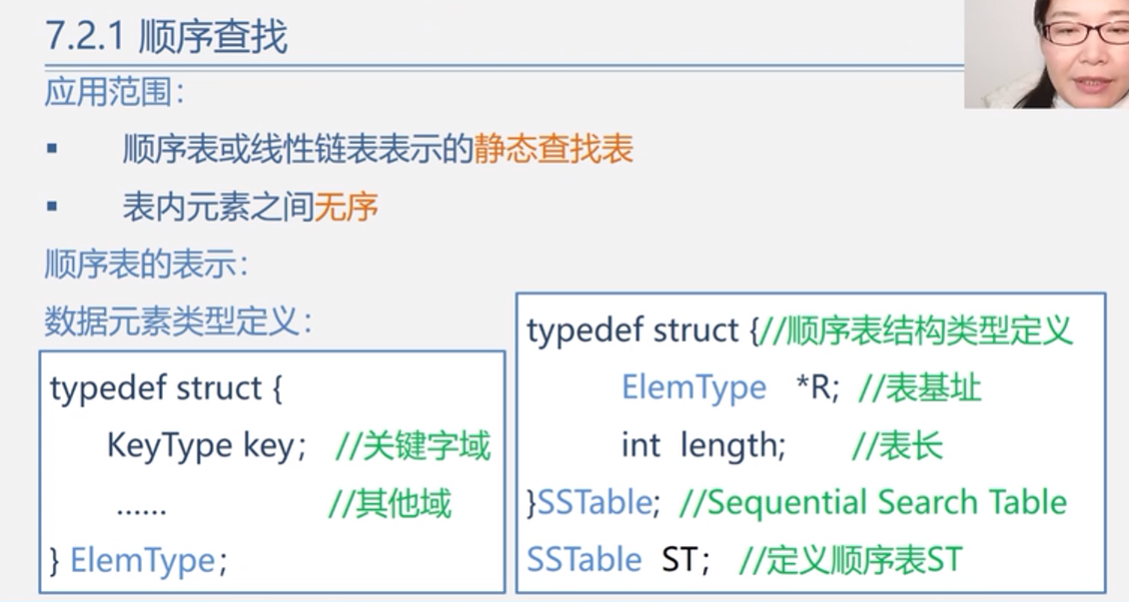 7.2.1 顺序查找
应用范围：
▪ 顺序表或线性链表表示的静态查找表
▪ 表内元素之间无序
顺序表的表示：
数据元素类型定义：
typedef struct {
KeyType key; //关键字域
...... //其他域
} ElemType;
typedef struct {//顺序表结构类型定义
ElemType *R; //表基址
int length; //表长
}SSTable; //Sequential Search Table
SSTable ST; //定义顺序表ST